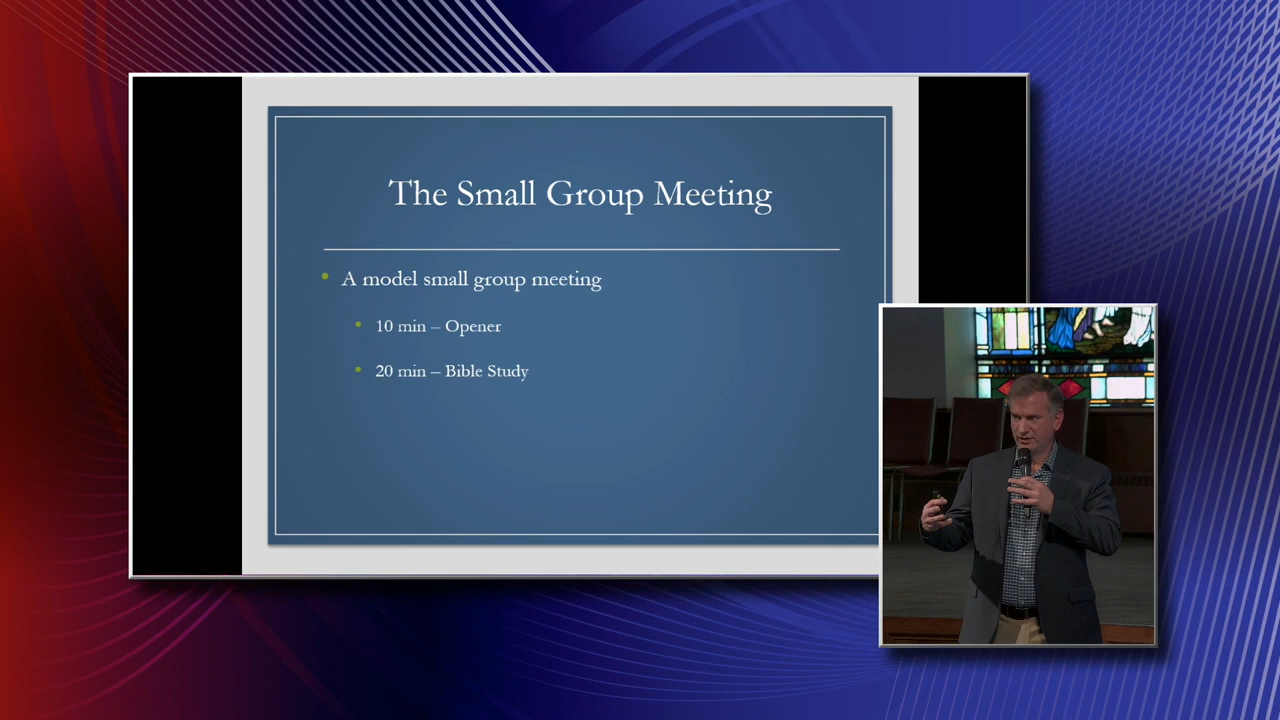 The Small Group Meeting
A model small group meeting
10 min – Opener
20 min – Bible Study